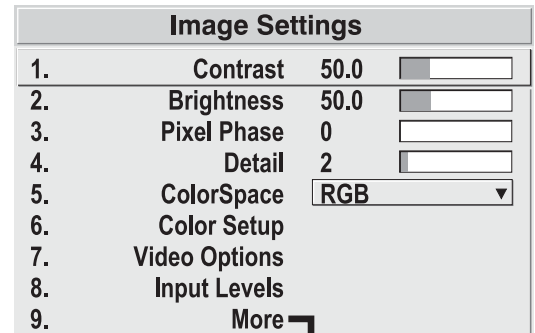 Image Settings
1. Contrast 50.0
2. Brightness 50.0
3. Pixel Phase 0
4. Detail 2
5. ColorSpace RGB
6. Color Setup
7. Video Options
8. Input Levels
9. More